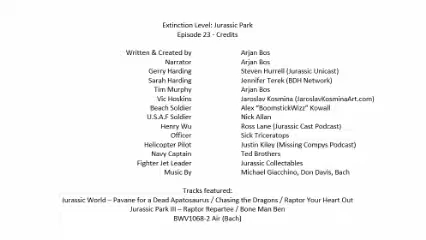 Extinction Level: Jurassic Park
Episode 23 - Credits
Written & Created by Arjan Bos
Narrator Arjan Bos
Gerry Harding Steven Hurrell (Jurassic Unicast)
Sarah Harding Jennifer Terek (BDH Network)
Tim Murphy Arjan Bos
Vic Hoskins Jaroslav Kosmina (JaroslavKosminaArt.com)
Beach Soldier Alex “BoomstickWizz” Kowall
U.S.A.F Soldier Nick Allan
Henry Wu Ross Lane (Jurassic Cast Podcast)
Officer Sick Triceratops
Helicopter Pilot Justin Kiley (Missing Compys Podcast)
Navy Captain Ted Brothers
Fighter Jet Leader Jurassic Collectables
Music By Michael Giacchino, Don Davis, Bach
Tracks featured:
Jurassic World – Pavane for a Dead Apatosaurus / Chasing the Dragons / Raptor Your Heart Out
Jurassic Park III – Raptor Repartee / Bone Man Ben
BWV1068-2 Air (Bach)